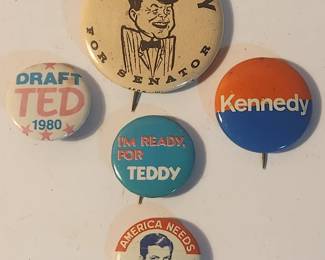 FOR SENATOR
DRAFT
TED
1980
Kennedy
I'M READY,
FOR
TEDDY
AMERICA NEEDS